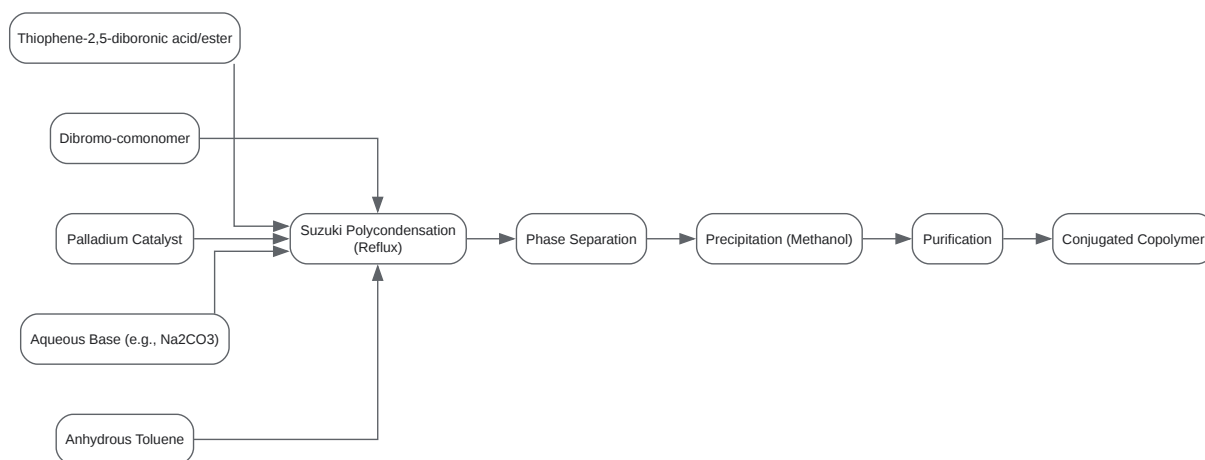 Thiophene-2,5-diboronic acid/ester
Dibromo-comonomer
Palladium Catalyst
Aqueous Base (e.g., Na2CO3)
Anhydrous Toluene
Suzuki Polycondensation
(Reflux)
Phase Separation
Precipitation (Methanol)
Purification
Conjugated Copolymer